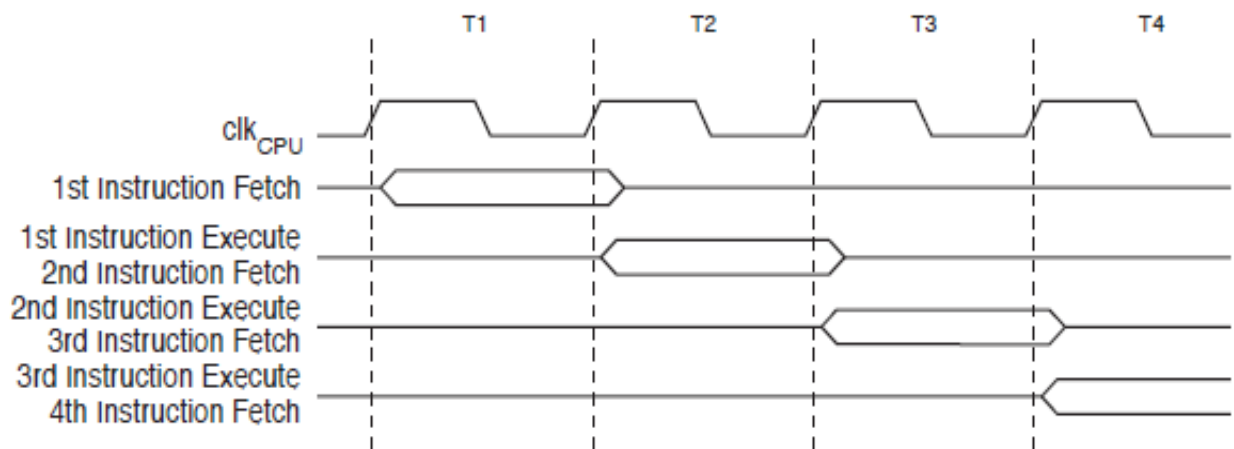 T1 T2 T3 T4
clkCPU
1st Instruction Fetch
1st Instruction Execute
2nd Instruction Fetch
2nd Instruction Execute
3rd Instruction Fetch
3rd Instruction Execute
4th Instruction Fetch